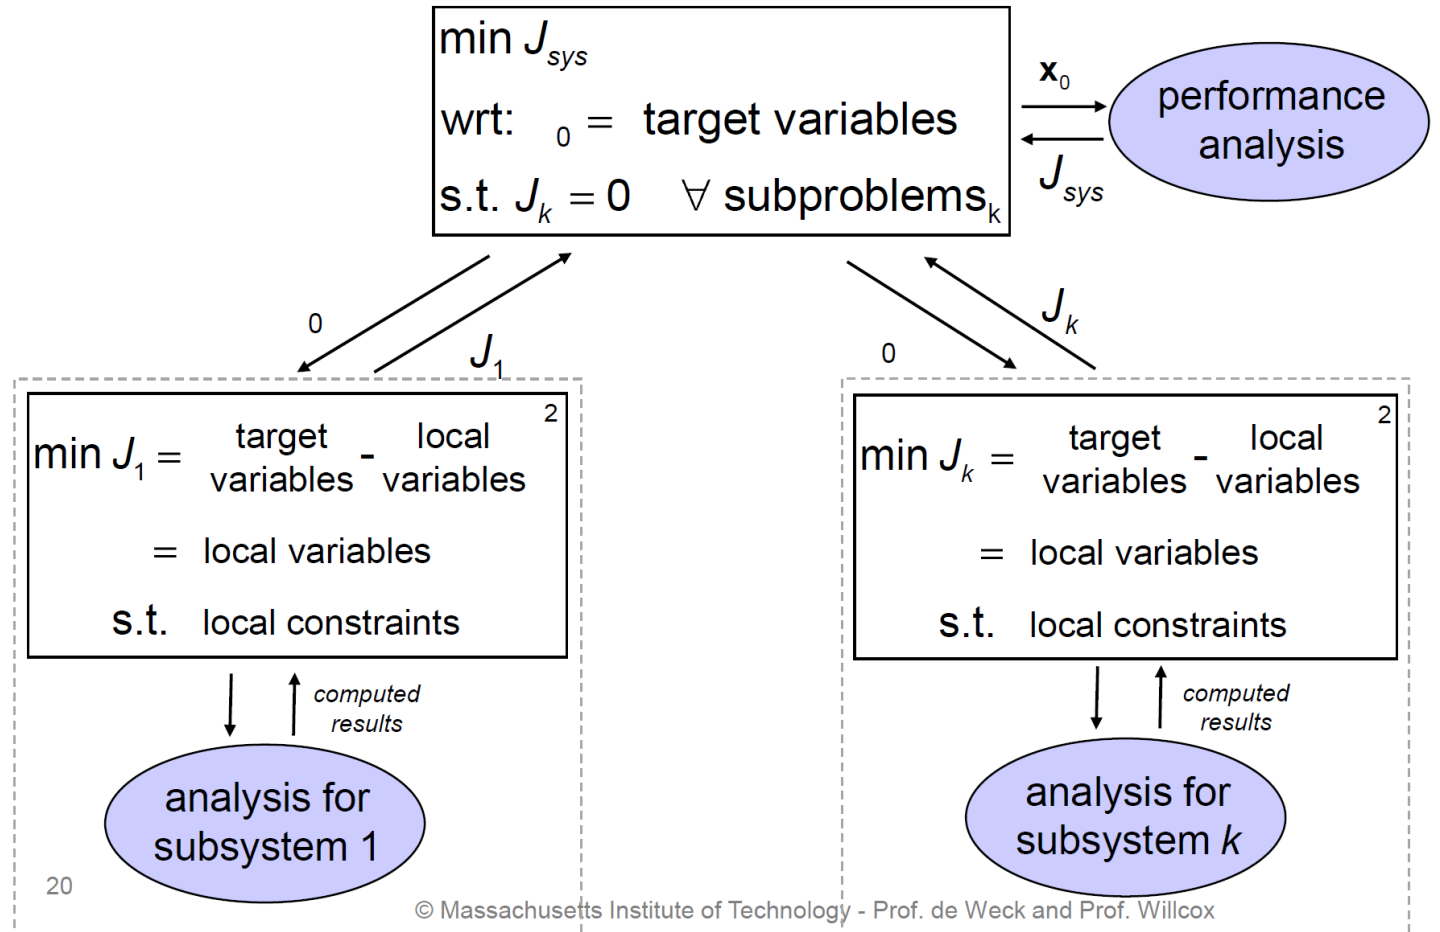 min J_sys
wrt: ₀ = target variables
s.t. J_k = 0 ∀ subproblems_k
x₀
J_sys
performance
analysis
0
J₁
0
J_k
min J₁ = target variables - local variables 2
= local variables
s.t. local constraints
computed
results
analysis for
subsystem 1
min J_k = target variables - local variables 2
= local variables
s.t. local constraints
computed
results
analysis for
subsystem k
20
© Massachusetts Institute of Technology - Prof. de Weck and Prof. Willcox